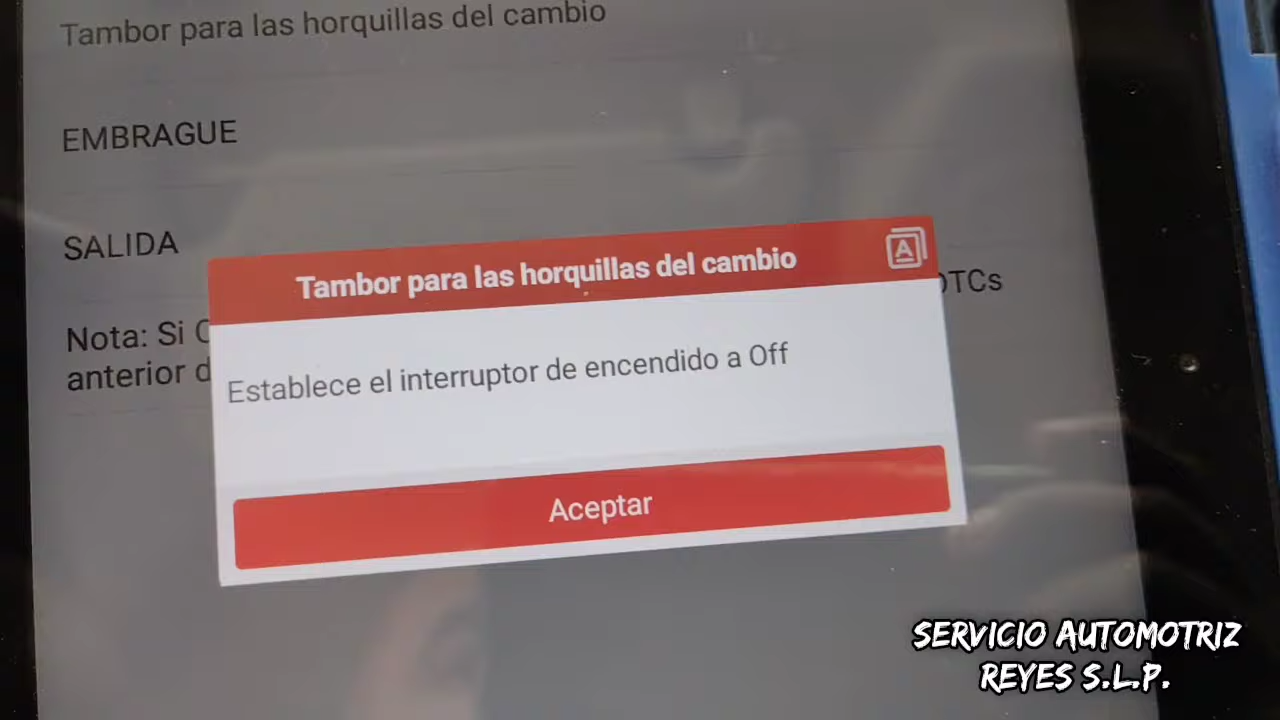 Tambor para las horquillas del cambio
EMBRAGUE
SALIDA
Tambor para las horquillas del cambio
A
DTCs
Nota: Si
anterior
Establece el interruptor de encendido a Off
Aceptar
SERVICIO AUTOMOTRIZ
REYES S.L.P.